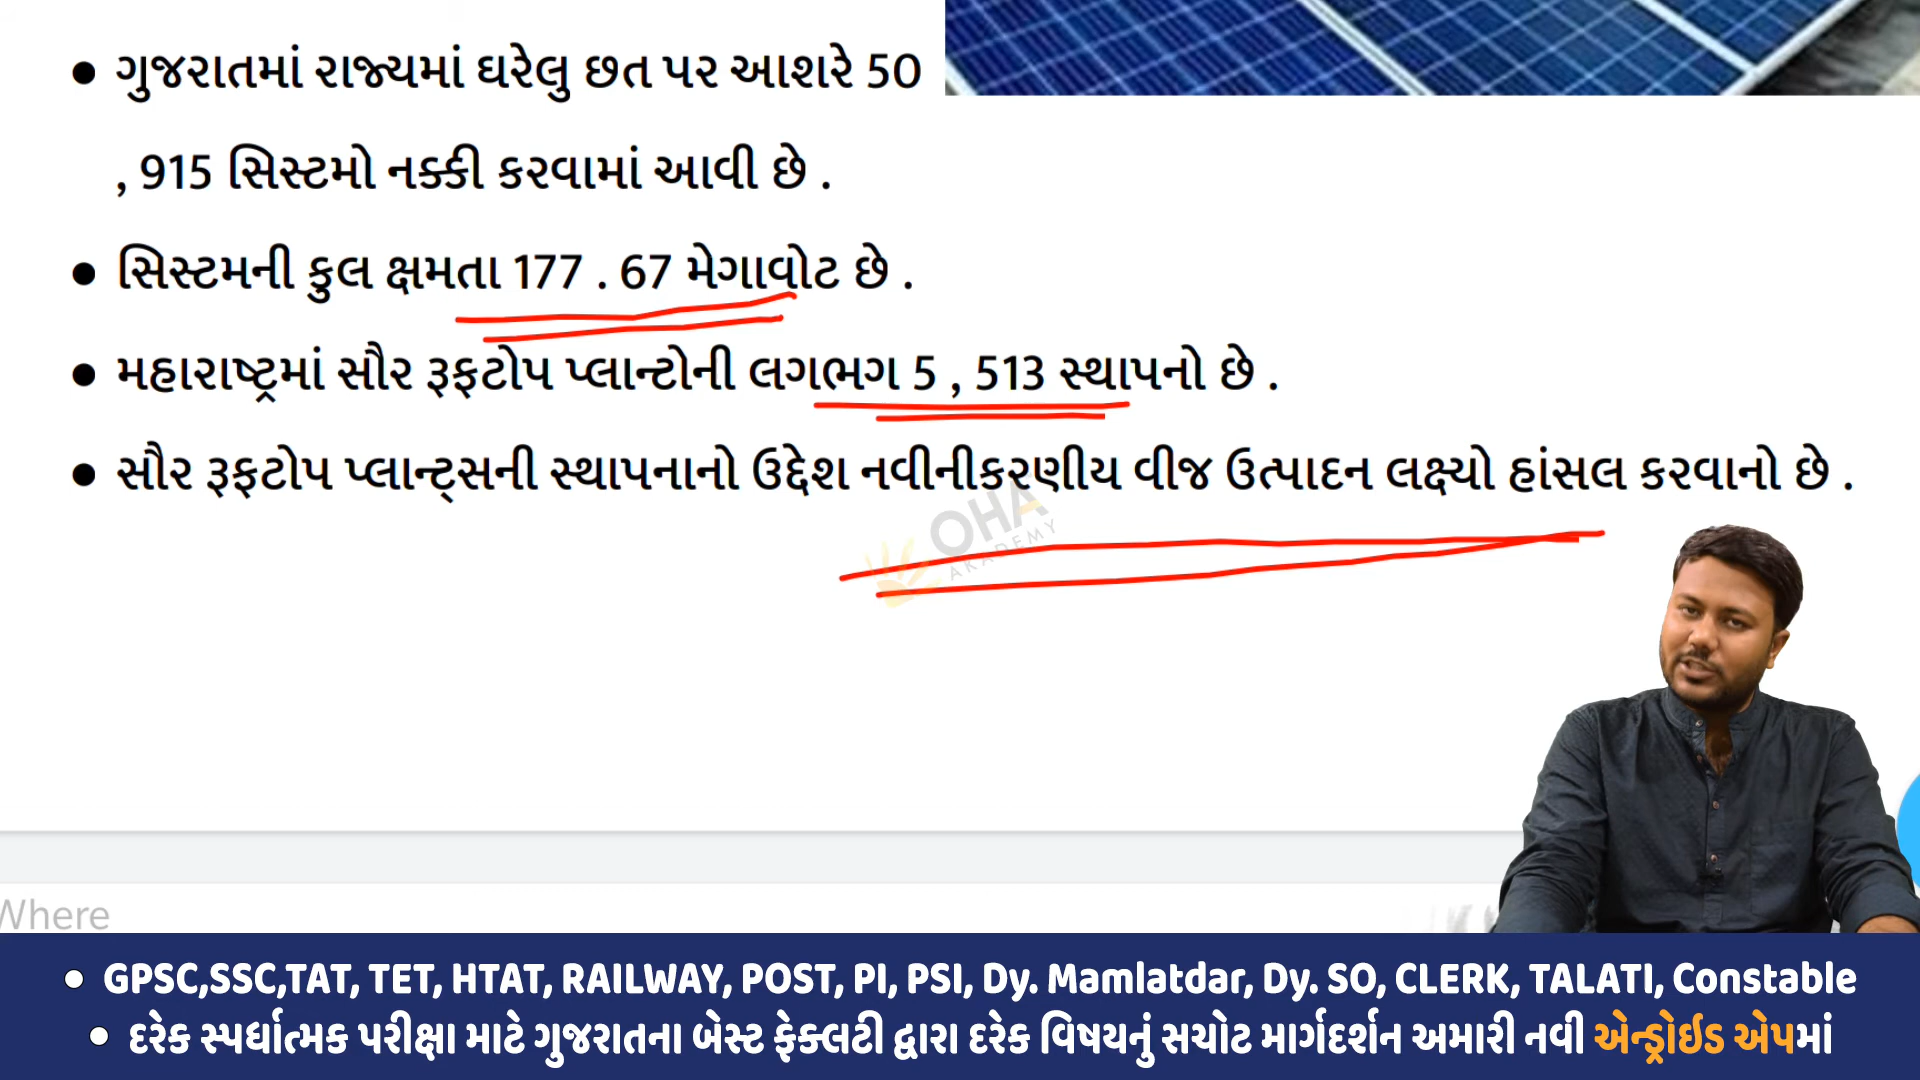 ● ગુજરાતમાં રાજ્યમાં ઘરેલુ છત પર આશરે 50
, 915 સિસ્ટમો નક્કી કરવામાં આવી છે .
● સિસ્ટમની કુલ ક્ષમતા 177 . 67 મેગાવોટ છે .
● મહારાષ્ટ્રમાં સૌર રૂફટોપ પ્લાન્ટોની લગભગ 5 , 513 સ્થાપનો છે .
● સૌર રૂફટોપ પ્લાન્ટ્સની સ્થાપનાનો ઉદ્દેશ નવીનીકરણીય વીજ ઉત્પાદન લક્ષ્યો હાંસલ કરવાનો છે .
OHA
AKADEMY
Where
● GPSC,SSC,TAT, TET, HTAT, RAILWAY, POST, PI, PSI, Dy. Mamlatdar, Dy. SO, CLERK, TALATI, Constable
● દરેક સ્પર્ધાત્મક પરીક્ષા માટે ગુજરાતના બેસ્ટ ફેક્લટી દ્વારા દરેક વિષયનું સચોટ માર્ગદર્શન અમારી નવી એન્ડ્રોઇડ એપમાં